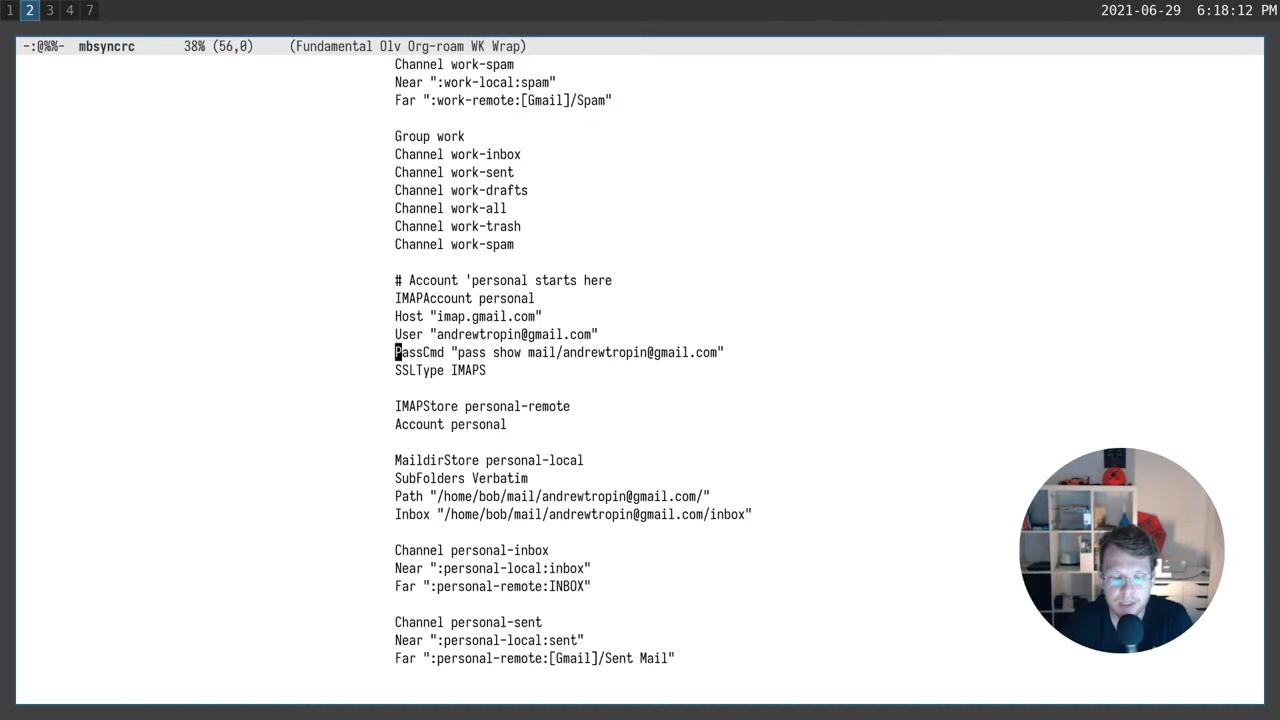 1 2 3 4 7 2021-06-29 6:18:12 PM
-:@%%- mbsyncrc 38% (56,0) (Fundamental Olv Org-roam WK Wrap)
Channel work-spam
Near ":work-local:spam"
Far ":work-remote:[Gmail]/Spam"
Group work
Channel work-inbox
Channel work-sent
Channel work-drafts
Channel work-all
Channel work-trash
Channel work-spam
# Account 'personal starts here
IMAPAccount personal
Host "imap.gmail.com"
User "andrewtropin@gmail.com"
PassCmd "pass show mail/andrewtropin@gmail.com"
SSLType IMAPS
IMAPStore personal-remote
Account personal
MaildirStore personal-local
SubFolders Verbatim
Path "/home/bob/mail/andrewtropin@gmail.com/"
Inbox "/home/bob/mail/andrewtropin@gmail.com/inbox"
Channel personal-inbox
Near ":personal-local:inbox"
Far ":personal-remote:INBOX"
Channel personal-sent
Near ":personal-local:sent"
Far ":personal-remote:[Gmail]/Sent Mail"